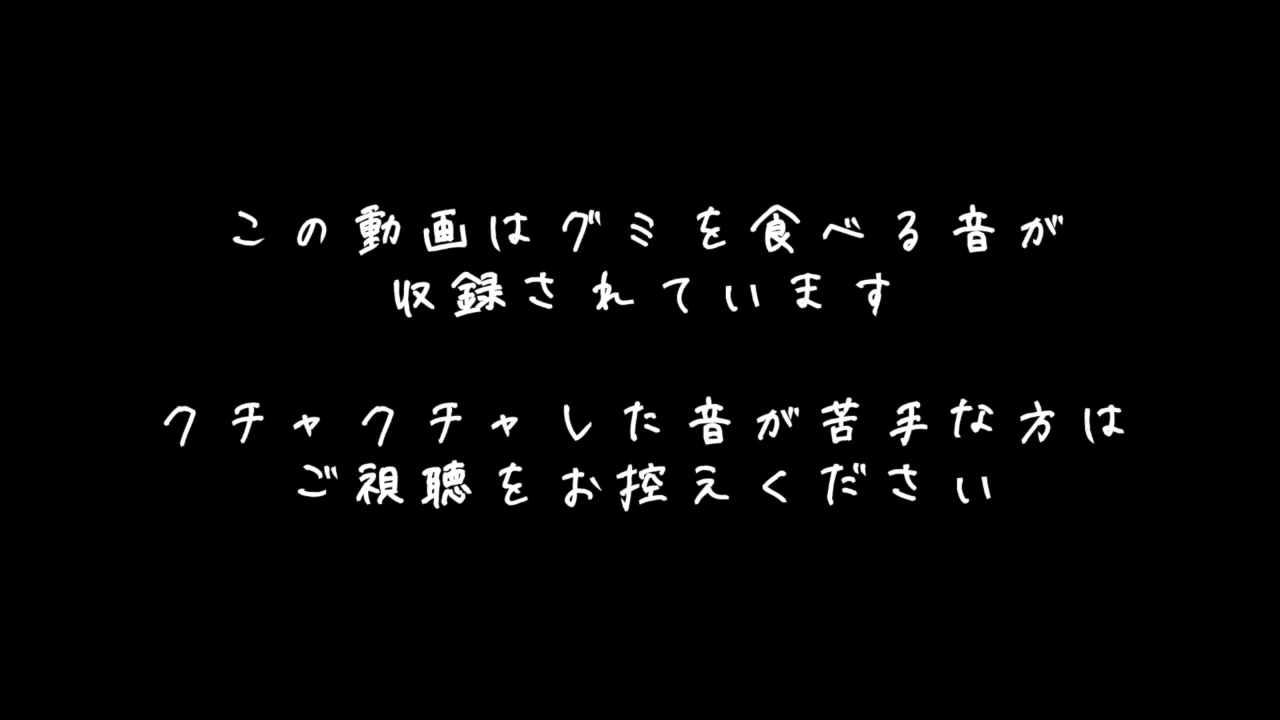 この動画はグミを食べる音が
収録されています
クチャクチャした音が苦手な方は
ご視聴をお控えください